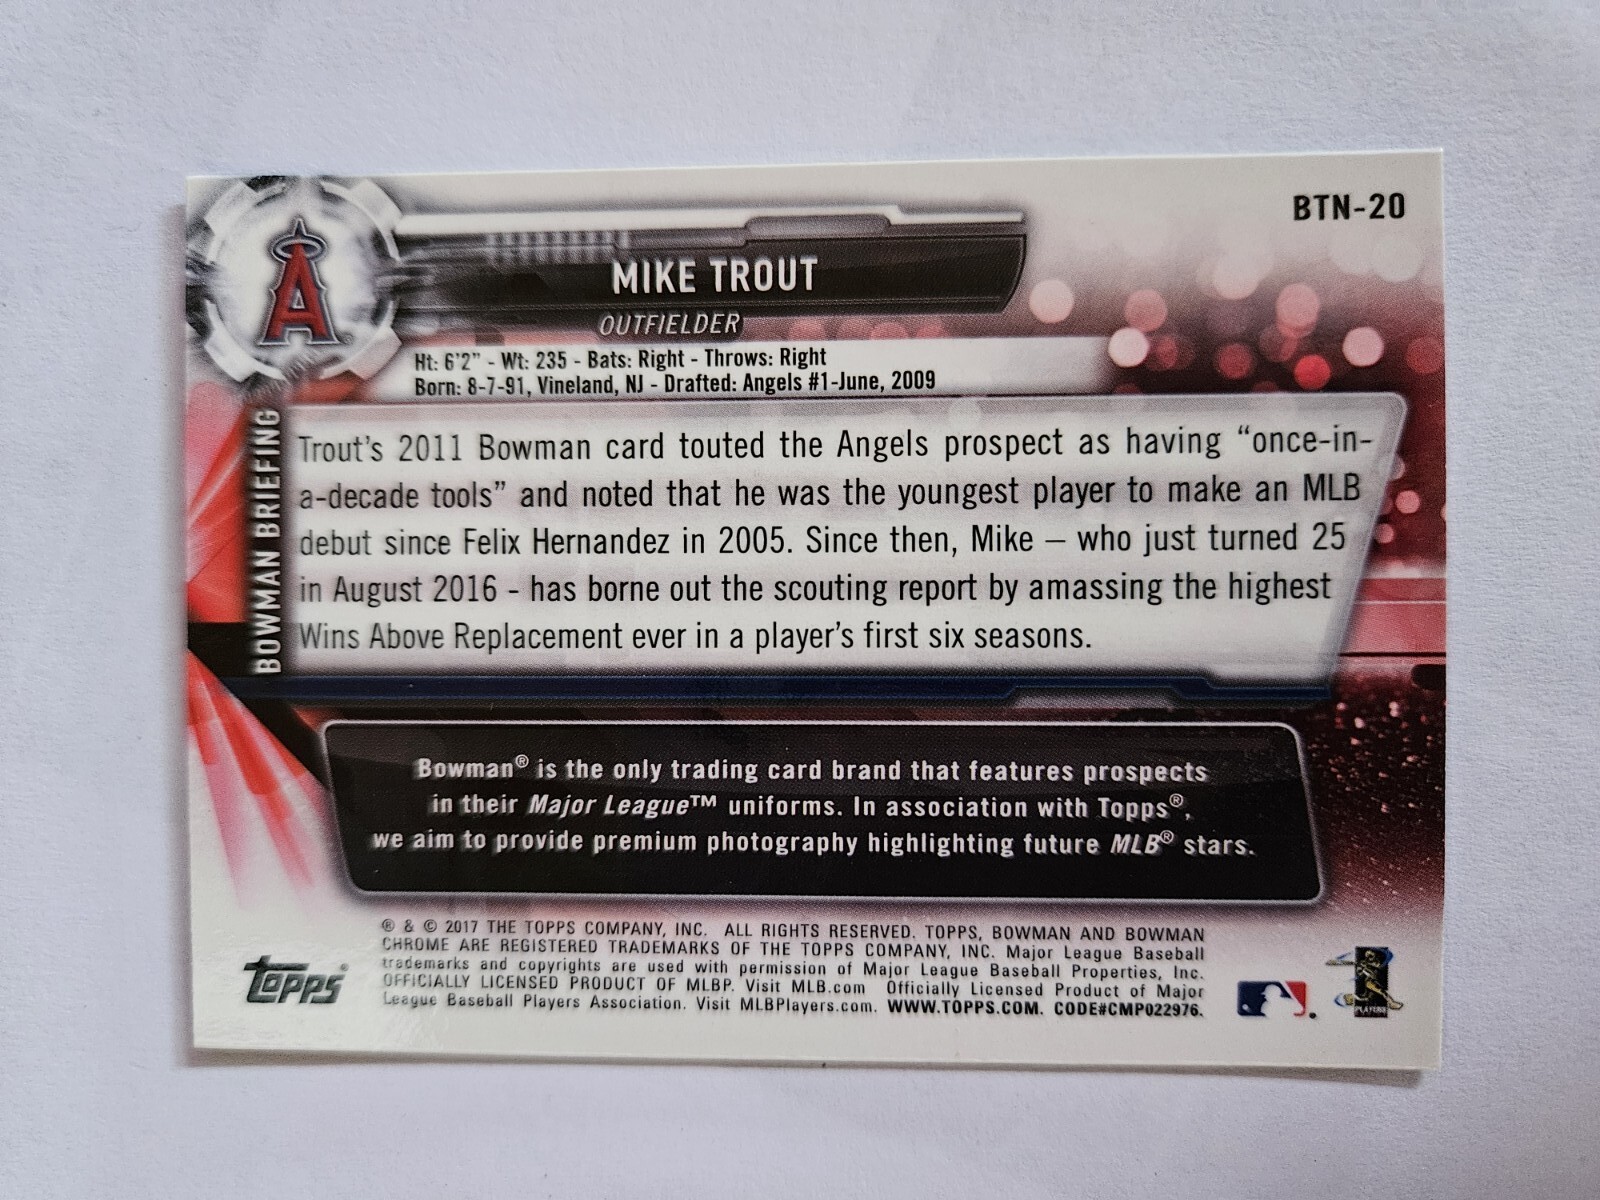 BTN-20
A
MIKE TROUT
OUTFIELDER
Ht: 6'2" - Wt: 235 - Bats: Right - Throws: Right
Born: 8-7-91, Vineland, NJ - Drafted: Angels #1-June, 2009
BOWMAN BRIEFING
Trout's 2011 Bowman card touted the Angels prospect as having “once-in-
a-decade tools” and noted that he was the youngest player to make an MLB
debut since Felix Hernandez in 2005. Since then, Mike – who just turned 25
in August 2016 - has borne out the scouting report by amassing the highest
Wins Above Replacement ever in a player's first six seasons.
Bowman® is the only trading card brand that features prospects
in their Major League™ uniforms. In association with Topps®,
we aim to provide premium photography highlighting future MLB® stars.
® & © 2017 THE TOPPS COMPANY, INC. ALL RIGHTS RESERVED. TOPPS, BOWMAN AND BOWMAN
CHROME ARE REGISTERED TRADEMARKS OF THE TOPPS COMPANY, INC. Major League Baseball
trademarks and copyrights are used with permission of Major League Baseball Properties, Inc.
OFFICIALLY LICENSED PRODUCT OF MLBP. Visit MLB.com Officially Licensed Product of Major
League Baseball Players Association. Visit MLBPlayers.com. WWW.TOPPS.COM. CODE#CMP022976.
Topps®
PLAYERS